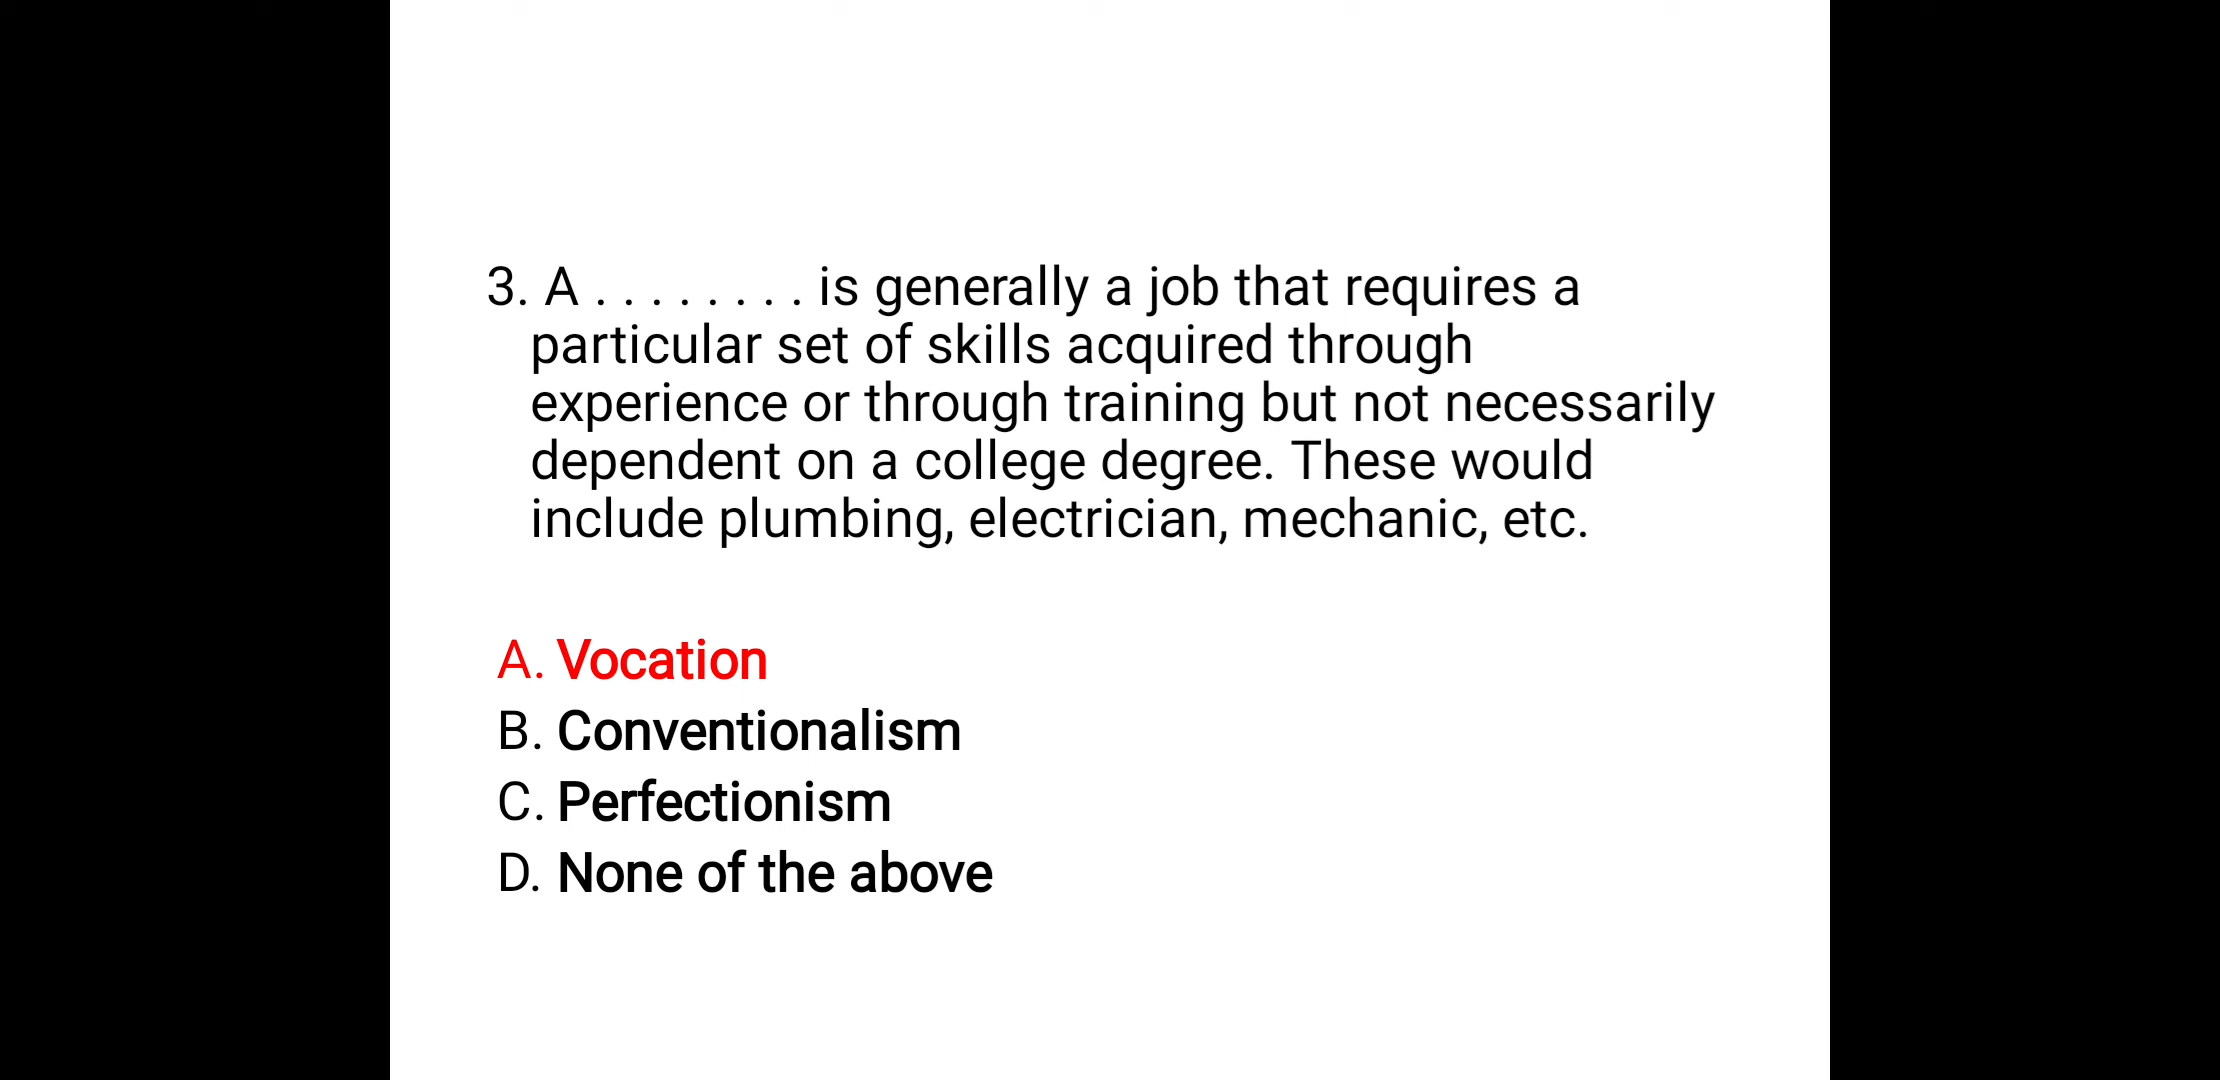 3. A . . . . . . . . is generally a job that requires a
particular set of skills acquired through
experience or through training but not necessarily
dependent on a college degree. These would
include plumbing, electrician, mechanic, etc.
A. Vocation
B. Conventionalism
C. Perfectionism
D. None of the above